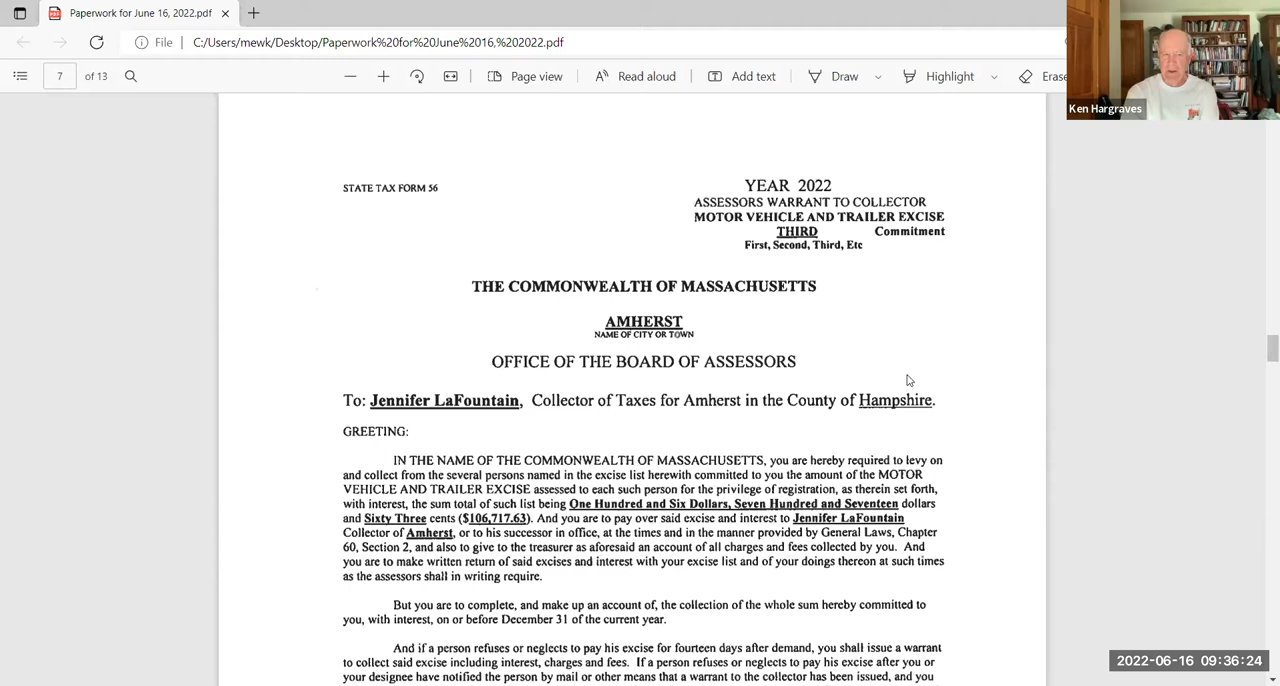 Paperwork for June 16, 2022.pdf
File
C:/Users/mewk/Desktop/Paperwork%20for%20June%2016,%202022.pdf
7 of 13
Page view
Read aloud
Add text
Draw
Highlight
Erase
Ken Hargraves
STATE TAX FORM 56
YEAR 2022
ASSESSORS WARRANT TO COLLECTOR
MOTOR VEHICLE AND TRAILER EXCISE
THIRD Commitment
First, Second, Third, Etc
THE COMMONWEALTH OF MASSACHUSETTS
AMHERST
NAME OF CITY OR TOWN
OFFICE OF THE BOARD OF ASSESSORS
To: Jennifer LaFountain, Collector of Taxes for Amherst in the County of Hampshire.
GREETING:
IN THE NAME OF THE COMMONWEALTH OF MASSACHUSETTS, you are hereby required to levy on
and collect from the several persons named in the excise list herewith committed to you the amount of the MOTOR
VEHICLE AND TRAILER EXCISE assessed to each such person for the privilege of registration, as therein set forth,
with interest, the sum total of such list being One Hundred and Six Dollars, Seven Hundred and Seventeen dollars
and Sixty Three cents ($106,717.63). And you are to pay over said excise and interest to Jennifer LaFountain
Collector of Amherst, or to his successor in office, at the times and in the manner provided by General Laws, Chapter
60, Section 2, and also to give to the treasurer as aforesaid an account of all charges and fees collected by you. And
you are to make written return of said excises and interest with your excise list and of your doings thereon at such times
as the assessors shall in writing require.
But you are to complete, and make up an account of, the collection of the whole sum hereby committed to
you, with interest, on or before December 31 of the current year.
And if a person refuses or neglects to pay his excise for fourteen days after demand, you shall issue a warrant
to collect said excise including interest, charges and fees. If a person refuses or neglects to pay his excise after you or
your designee have notified the person by mail or other means that a warrant to the collector has been issued, and you
2022-06-16 09:36:24